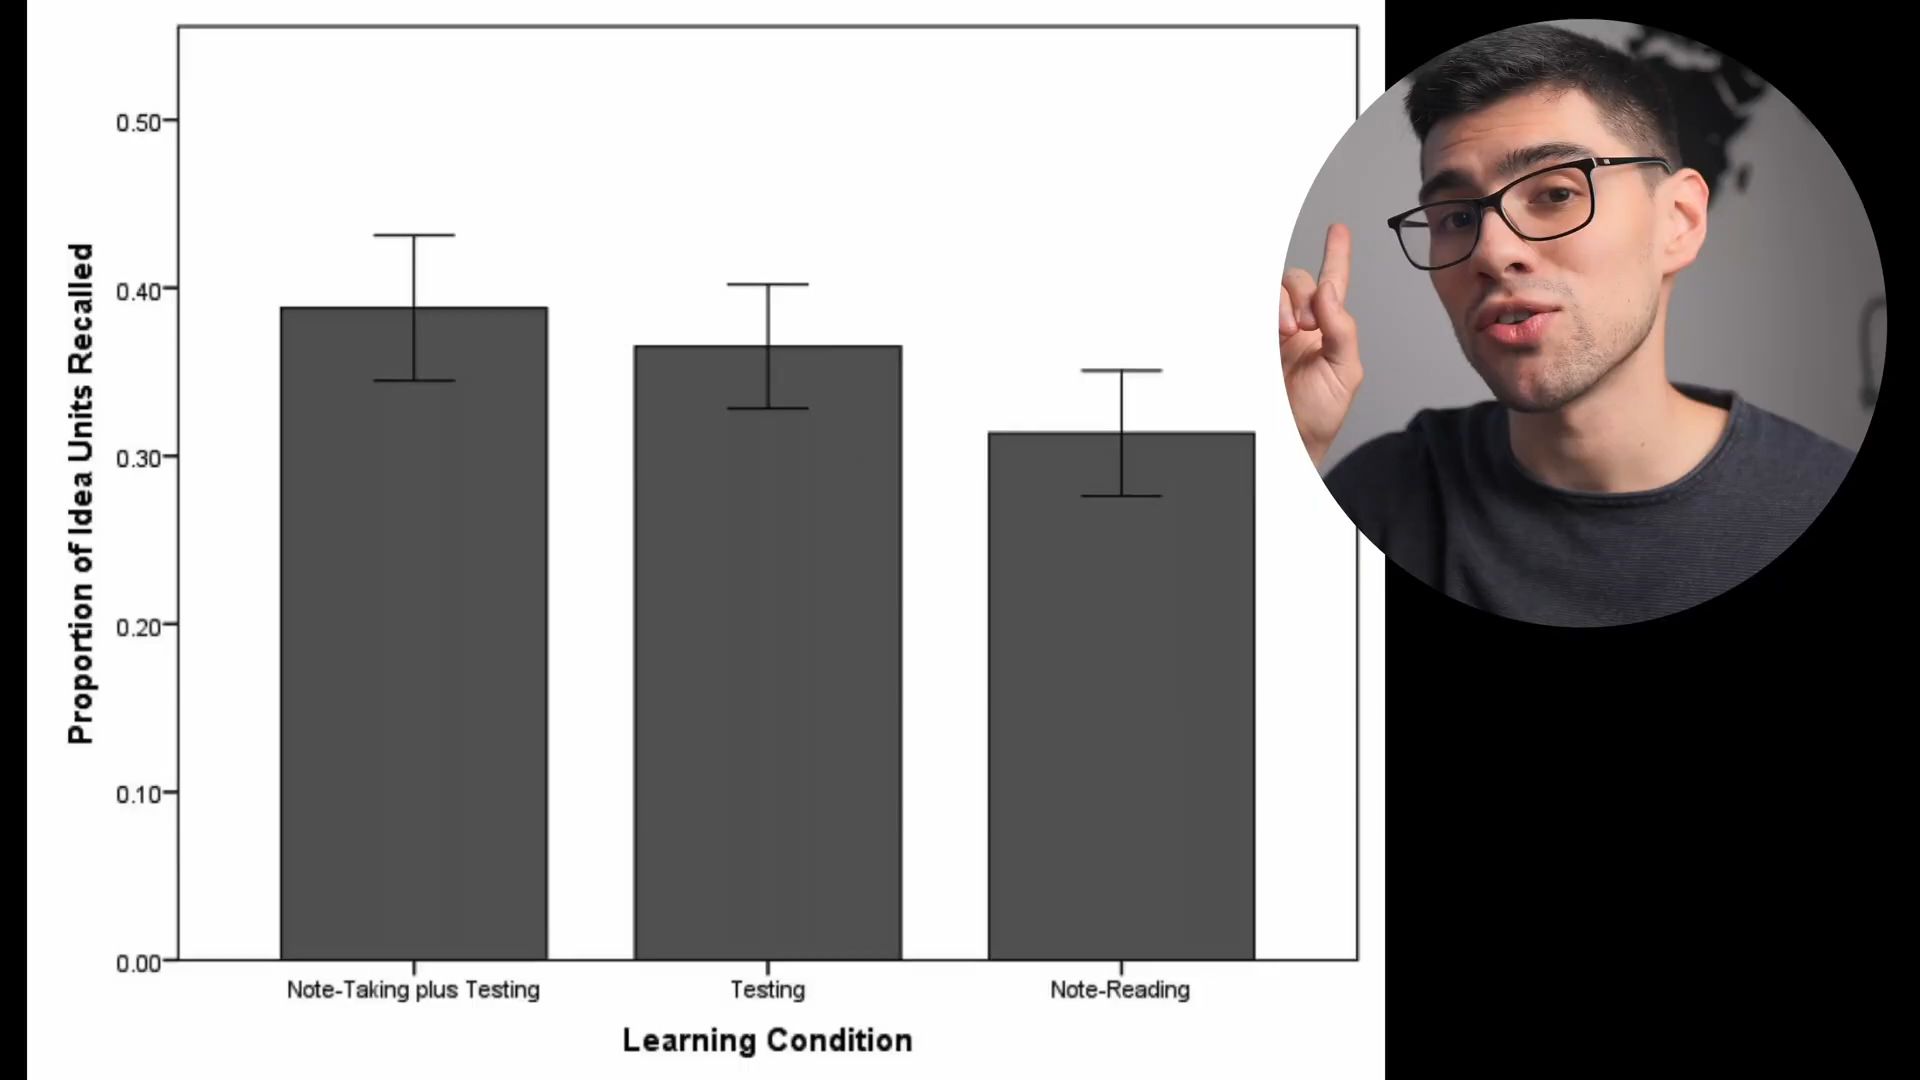 Proportion of Idea Units Recalled
0.50
0.40
0.30
0.20
0.10
0.00
Note-Taking plus Testing
Testing
Note-Reading
Learning Condition